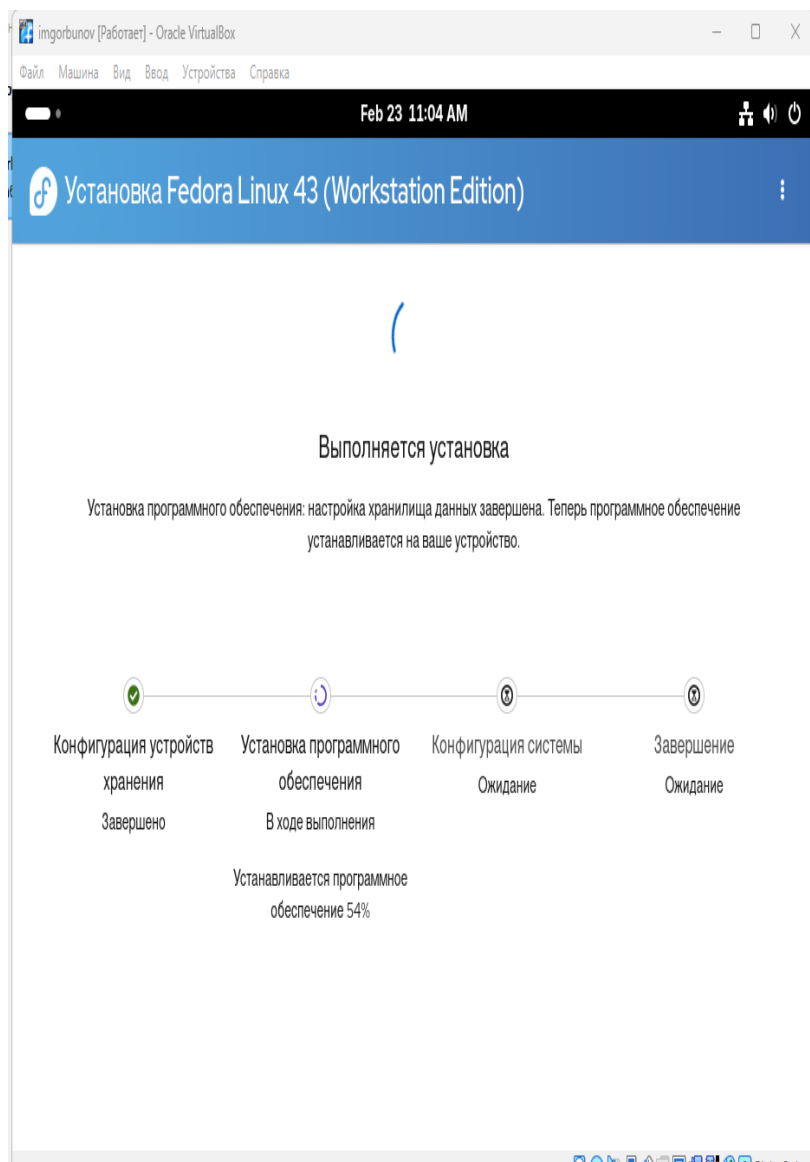 imgorbunov [Работает] - Oracle VirtualBox
Файл Машина Вид Ввод Устройства Справка
Feb 23 11:04 AM
Установка Fedora Linux 43 (Workstation Edition)
Выполняется установка
Установка программного обеспечения: настройка хранилища данных завершена. Теперь программное обеспечение
устанавливается на ваше устройство.
Конфигурация устройств
хранения
Завершено
Установка программного
обеспечения
В ходе выполнения
Устанавливается программное
обеспечение 54%
Конфигурация системы
Ожидание
Завершение
Ожидание